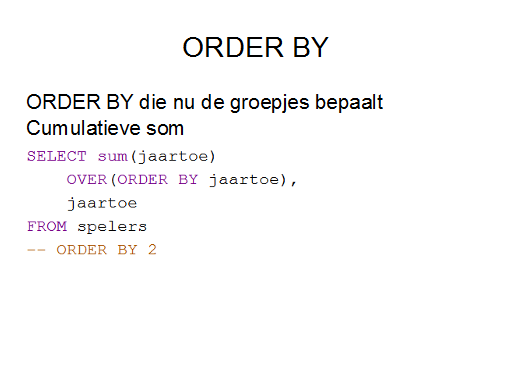 ORDER BY
ORDER BY die nu de groepjes bepaalt
Cumulatieve som
SELECT sum(jaartoe)
    OVER(ORDER BY jaartoe),
    jaartoe
FROM spelers
-- ORDER BY 2